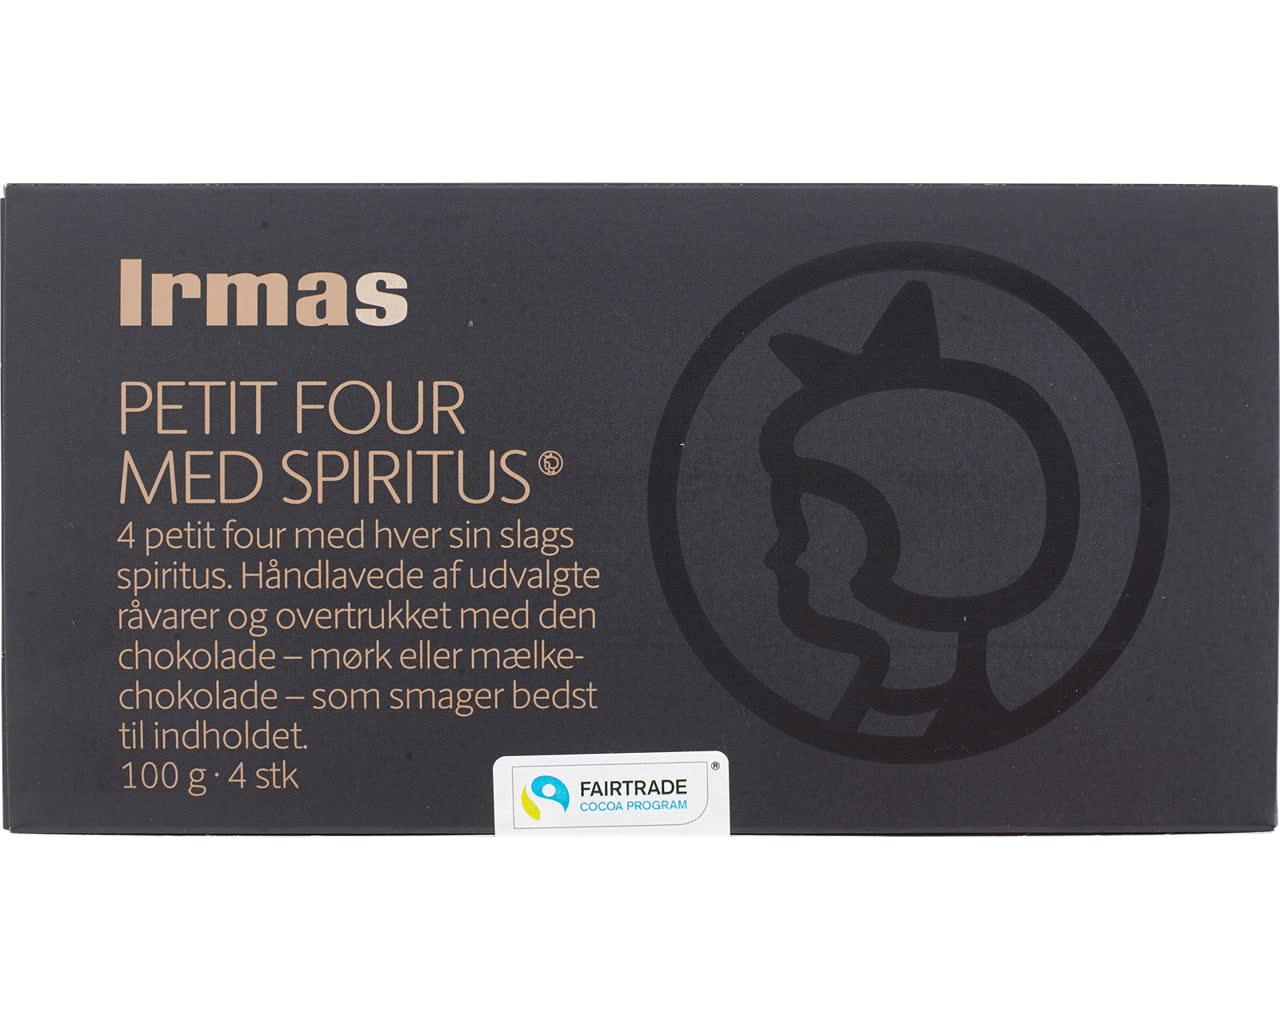 Irmas
PETIT FOUR
MED SPIRITUS®
4 petit four med hver sin slags
spiritus. Håndlavede af udvalgte
råvarer og overtrukket med den
chokolade – mørk eller mælke-
chokolade – som smager bedst
til indholdet.
100 g · 4 stk
FAIRTRADE ®
COCOA PROGRAM